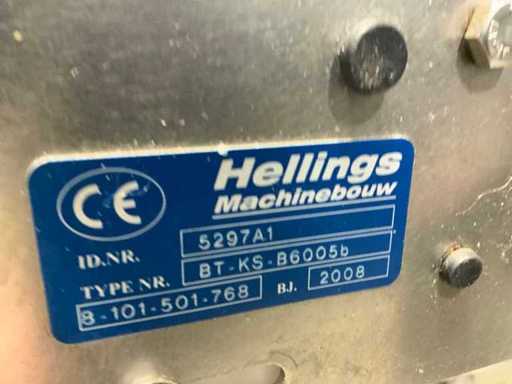 CE
Hellings
Machinebouw
ID.NR. 5297A1
TYPE NR. BT-KS-B6005b
8-101-501-768 BJ. 2008